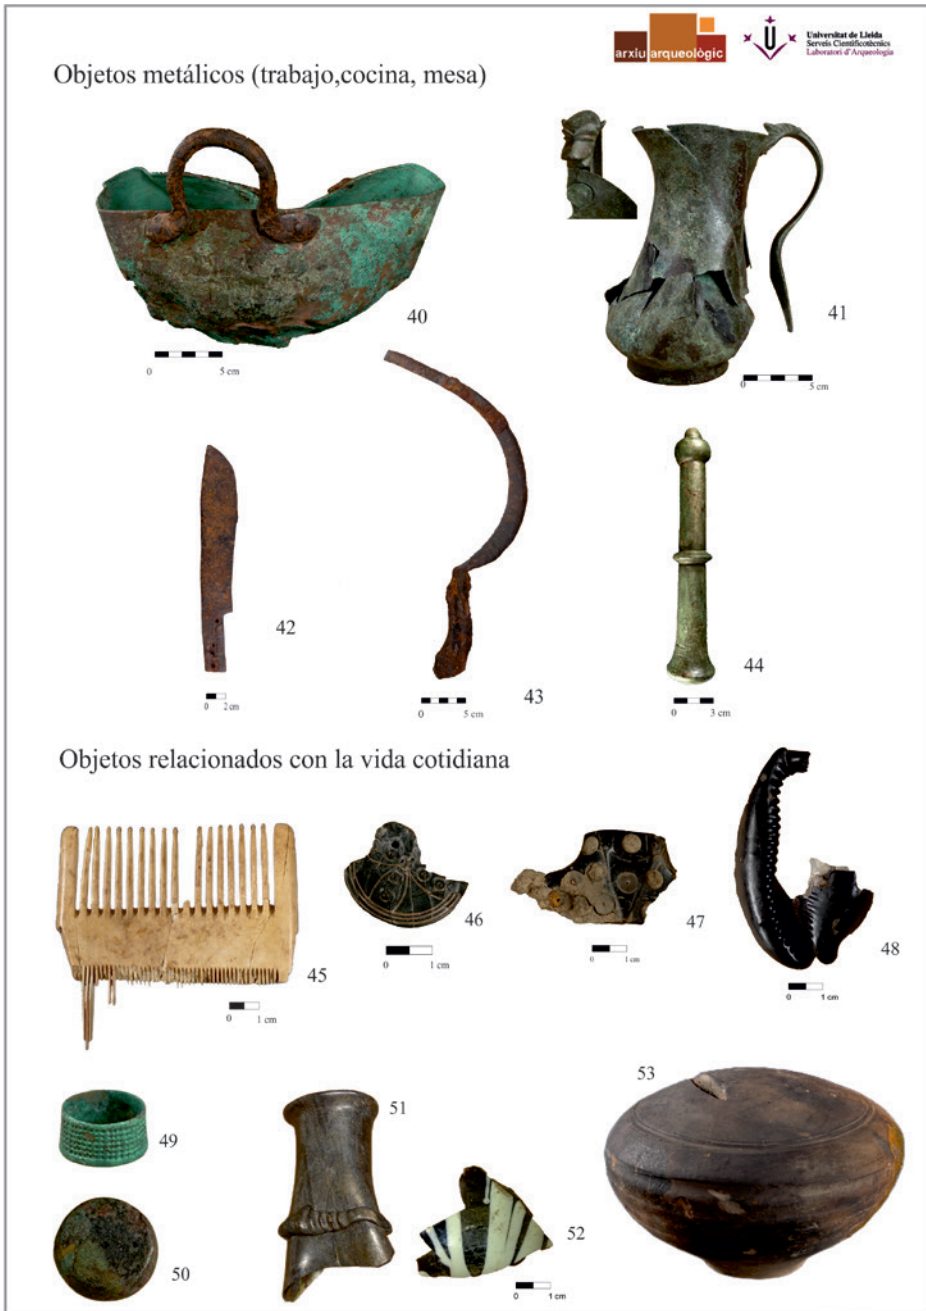 arxiu arqueològic
Universitat de Lleida
Serveis Cientificotècnics
Laboratori d'Arqueologia
Objetos metálicos (trabajo,cocina, mesa)
40
0 5 cm
41
0 5 cm
42
0 2 cm
43
0 5 cm
44
0 3 cm
Objetos relacionados con la vida cotidiana
45
0 1 cm
46
0 1 cm
47
0 1 cm
48
0 1 cm
49
50
51
52
0 1 cm
53